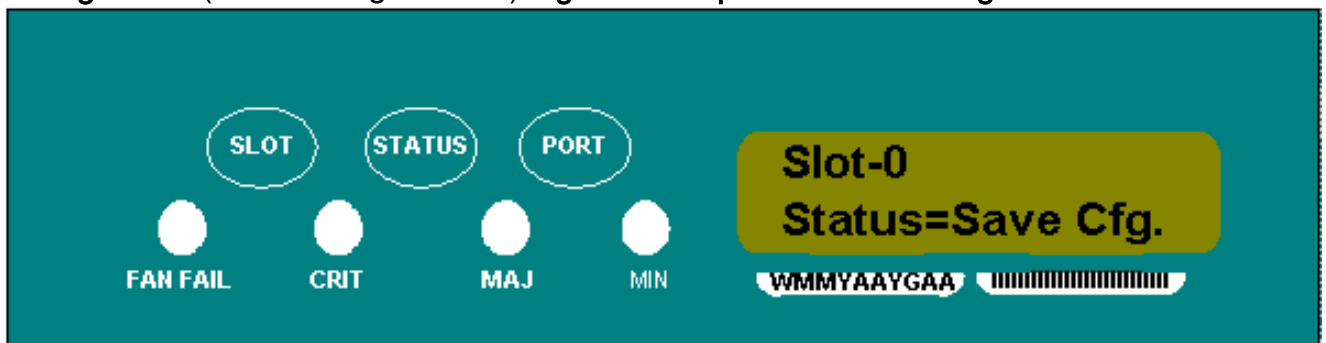 SLOT STATUS PORT
Slot-0
Status=Save Cfg.
FAN FAIL CRIT MAJ MIN
WMMYAAYGAA